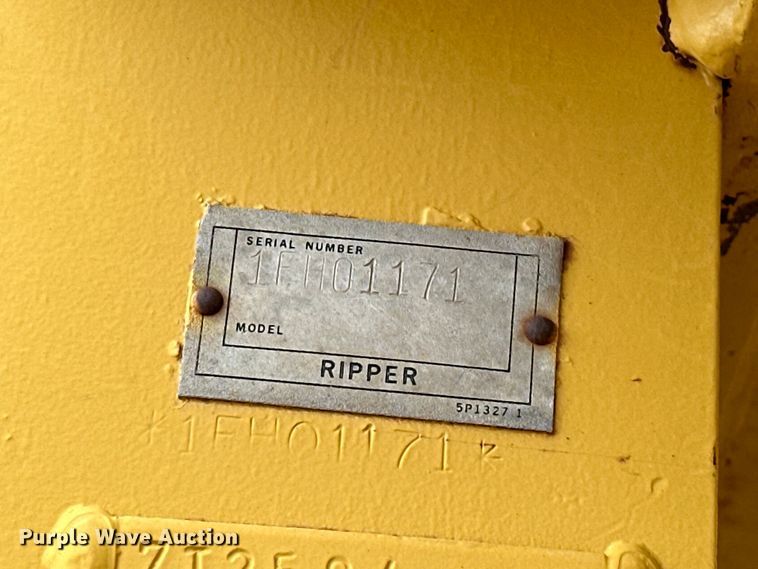 SERIAL NUMBER
1FH01171
MODEL
RIPPER
5P1327 1
*1FH01171*
Purple Wave Auction